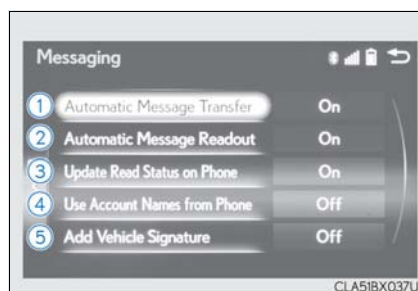 Messaging
1 Automatic Message Transfer On
2 Automatic Message Readout On
3 Update Read Status on Phone On
4 Use Account Names from Phone Off
5 Add Vehicle Signature Off
CLA51BX037U